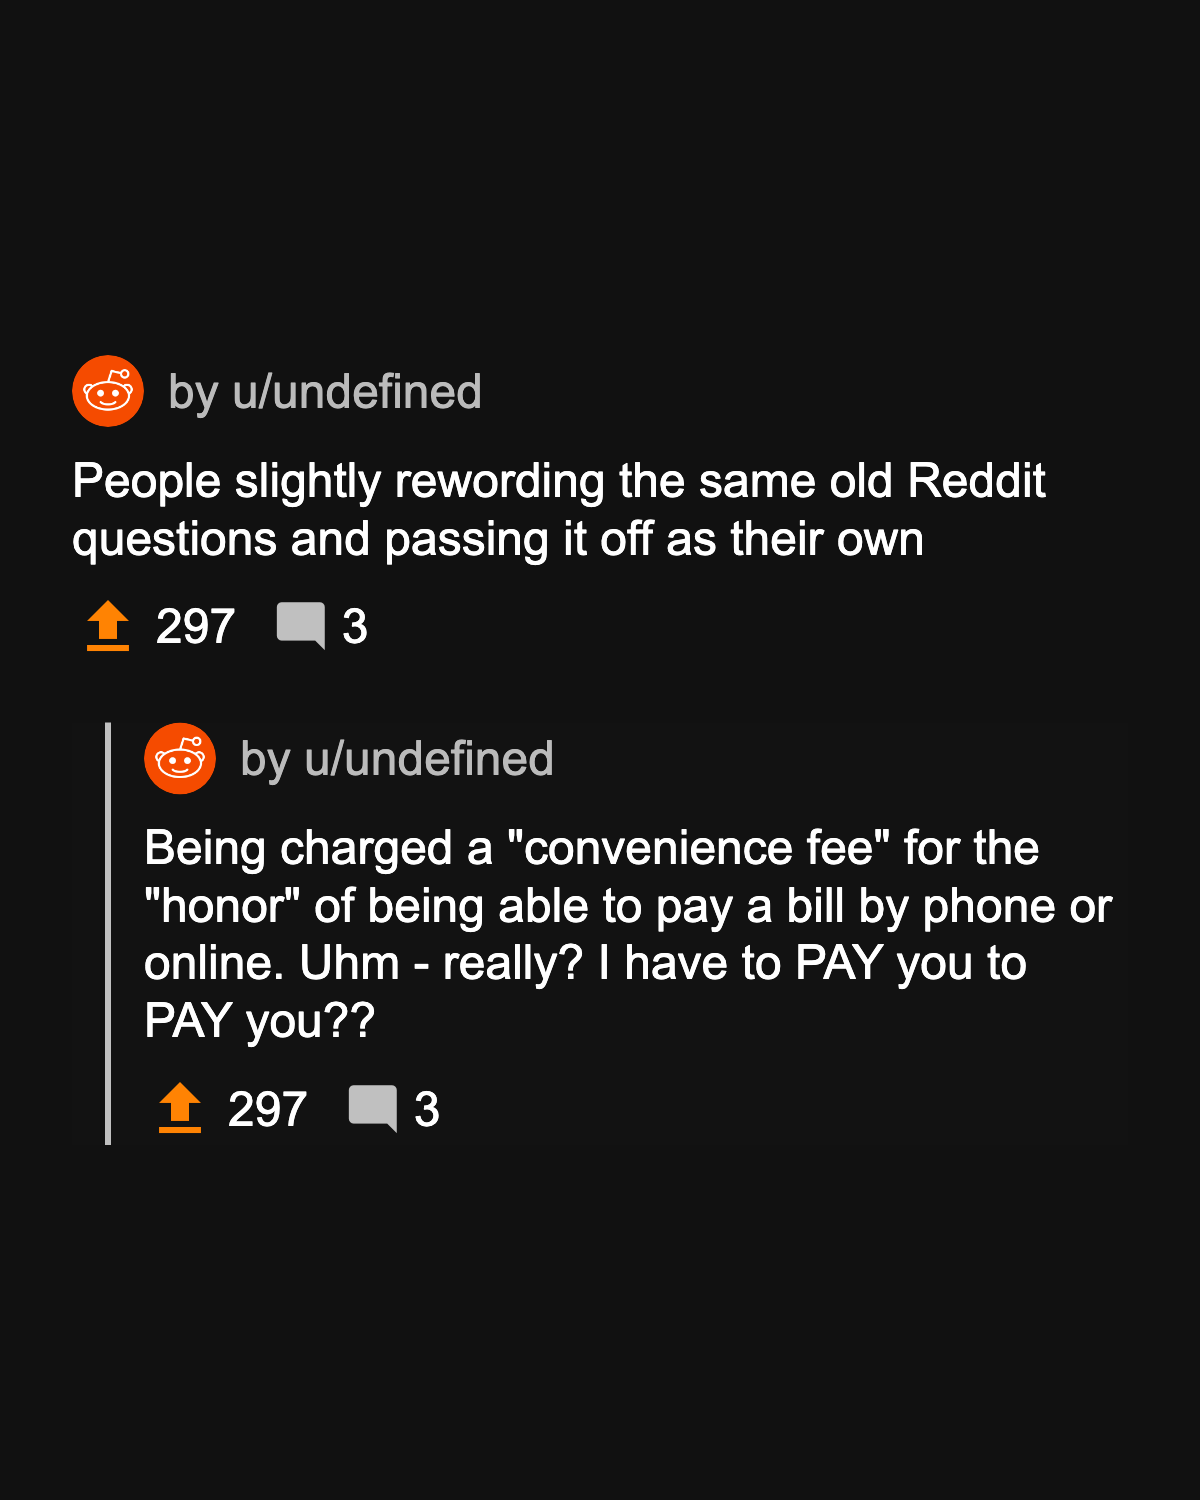 by u/undefined
People slightly rewording the same old Reddit
questions and passing it off as their own
297 3
by u/undefined
Being charged a "convenience fee" for the
"honor" of being able to pay a bill by phone or
online. Uhm - really? I have to PAY you to
PAY you??
297 3